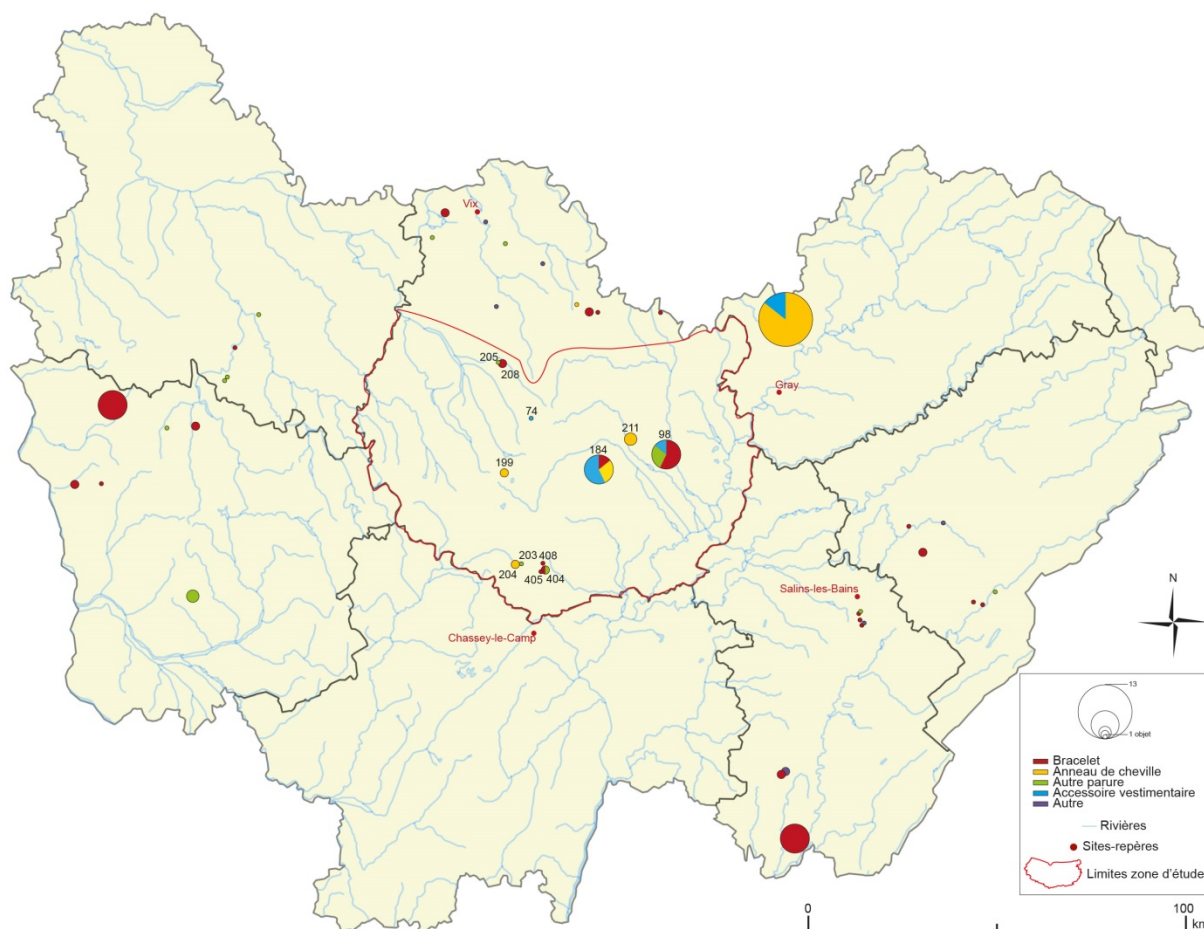 Vix
205
208
Gray
74
211
98
184
199
203
408
204
405
404
Salins-les-Bains
Chassey-le-Camp
N
13
1 objet
Bracelet
Anneau de cheville
Autre parure
Accessoire vestimentaire
Autre
Rivières
Sites-repères
Limites zone d'étude
0
100
km